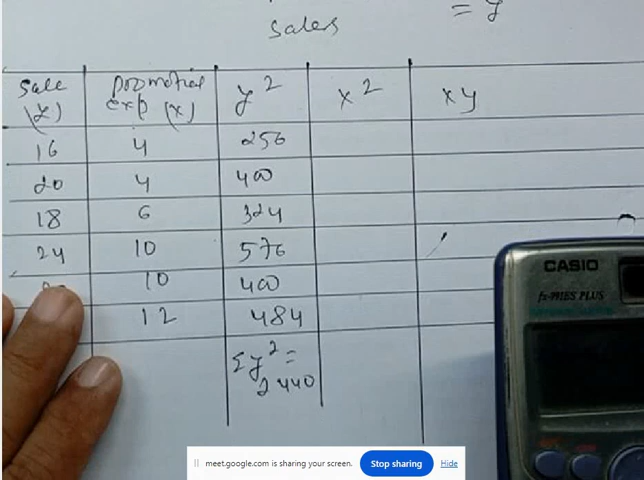 Sales
= y
Sale (y) promotional exp (x) y² x² xy
16 4 256
20 4 400
18 6 324
24 10 576
10 400
12 484
Σy² = 2440
CASIO
fx-991ES PLUS
meet.google.com is sharing your screen. Stop sharing Hide